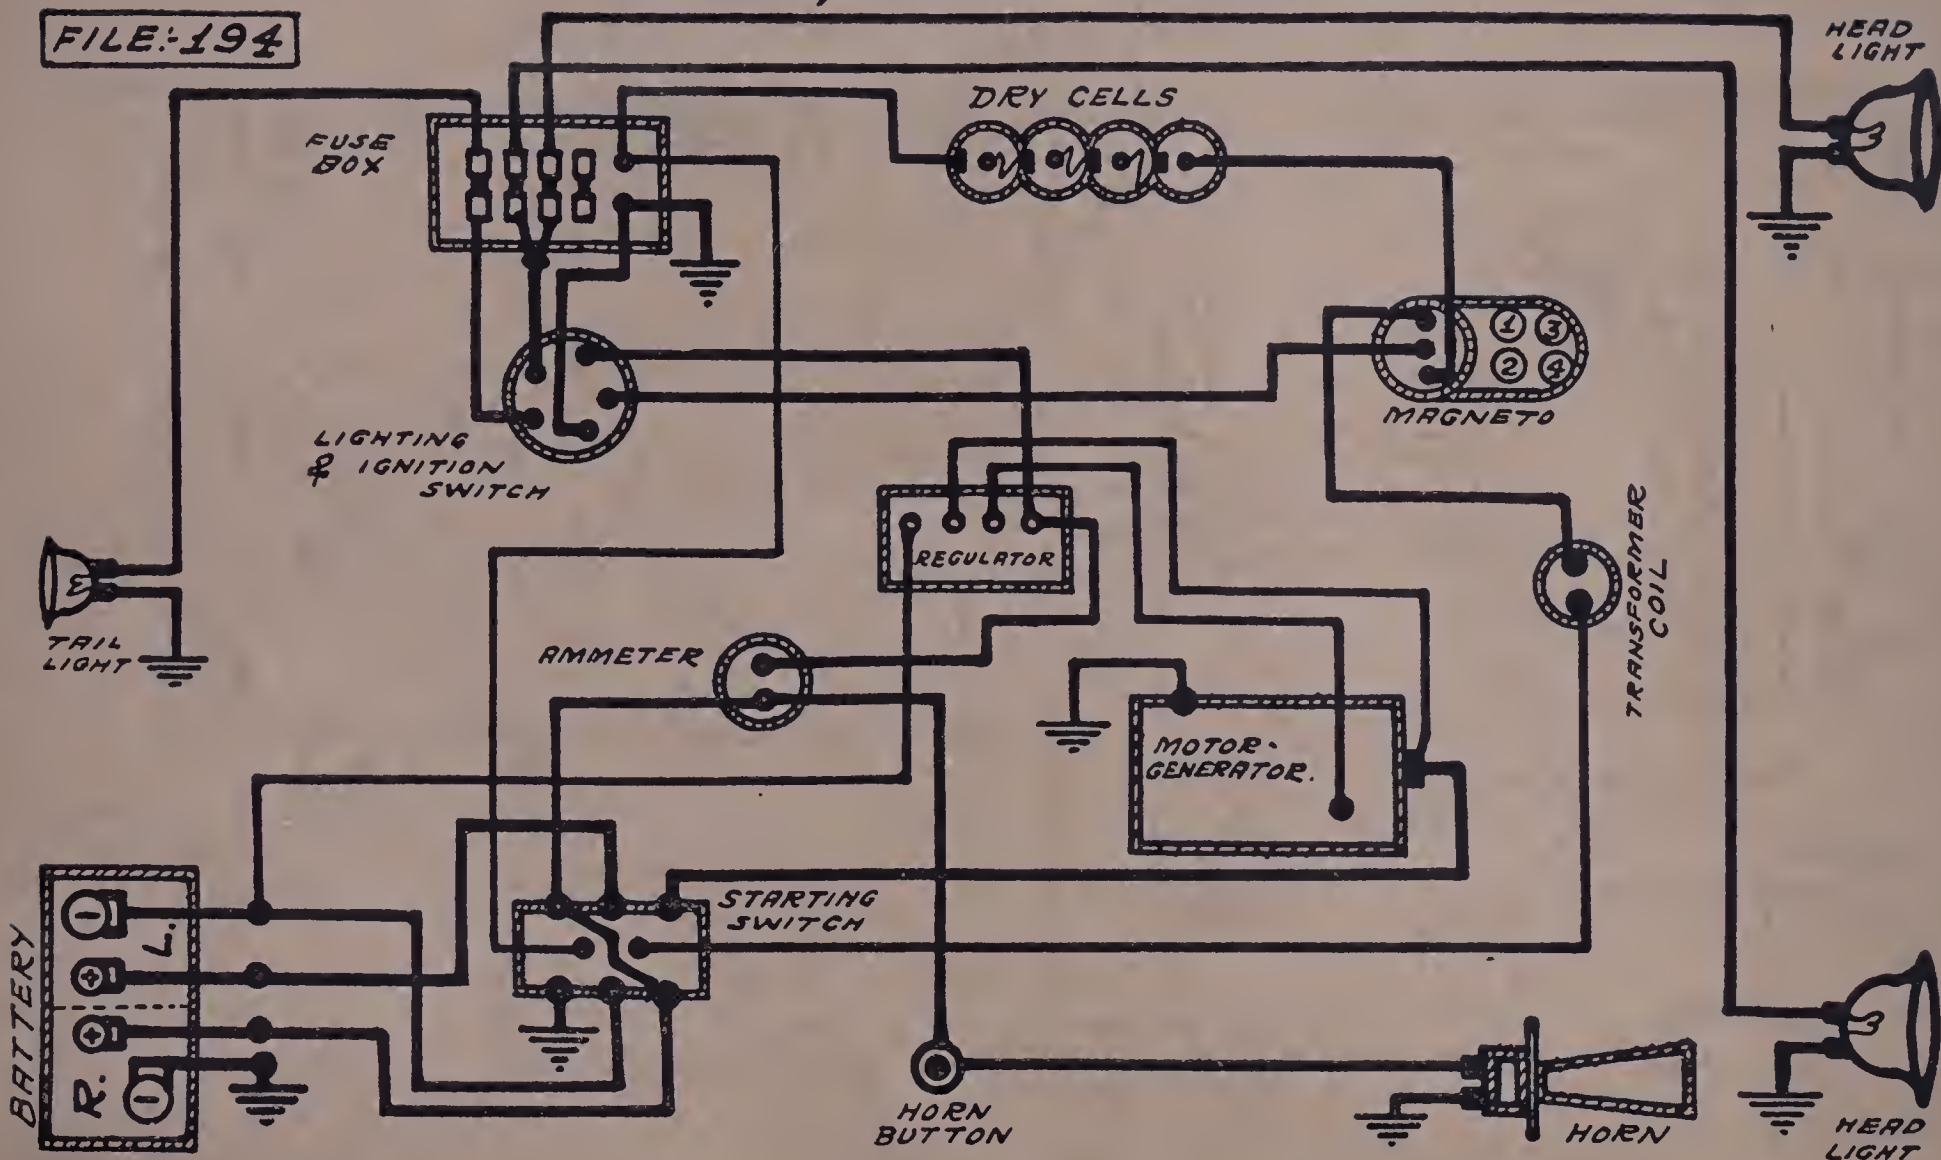 FILE:-194
HEAD
LIGHT
DRY CELLS
FUSE
BOX
1 3
2 4
MAGNETO
LIGHTING
& IGNITION
SWITCH
REGULATOR
TRANSFORMER
COIL
TAIL
LIGHT
AMMETER
MOTOR-
GENERATOR.
STARTING
SWITCH
BATTERY
- L.
+
+
R. -
HORN
BUTTON
HORN
HEAD
LIGHT